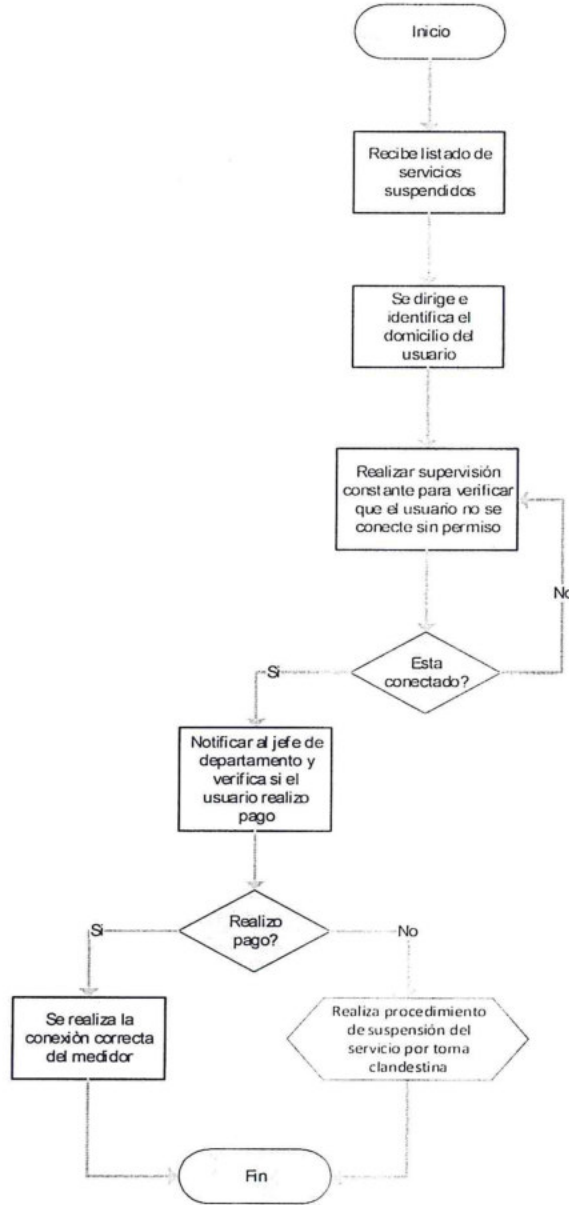 Inicio
Recibe listado de
servicios
suspendidos
Se dirige e
identifica el
domicilio del
usuario
Realizar supervisión
constante para verificar
que el usuario no se
conecte sin permiso
No
Esta
conectado?
Si
Notificar al jefe de
departamento y
verifica si el
usuario realizo
pago
Realizo
pago?
Si
No
Se realiza la
conexiòn correcta
del medidor
Realiza procedimiento
de suspensión del
servicio por toma
clandestina
Fin